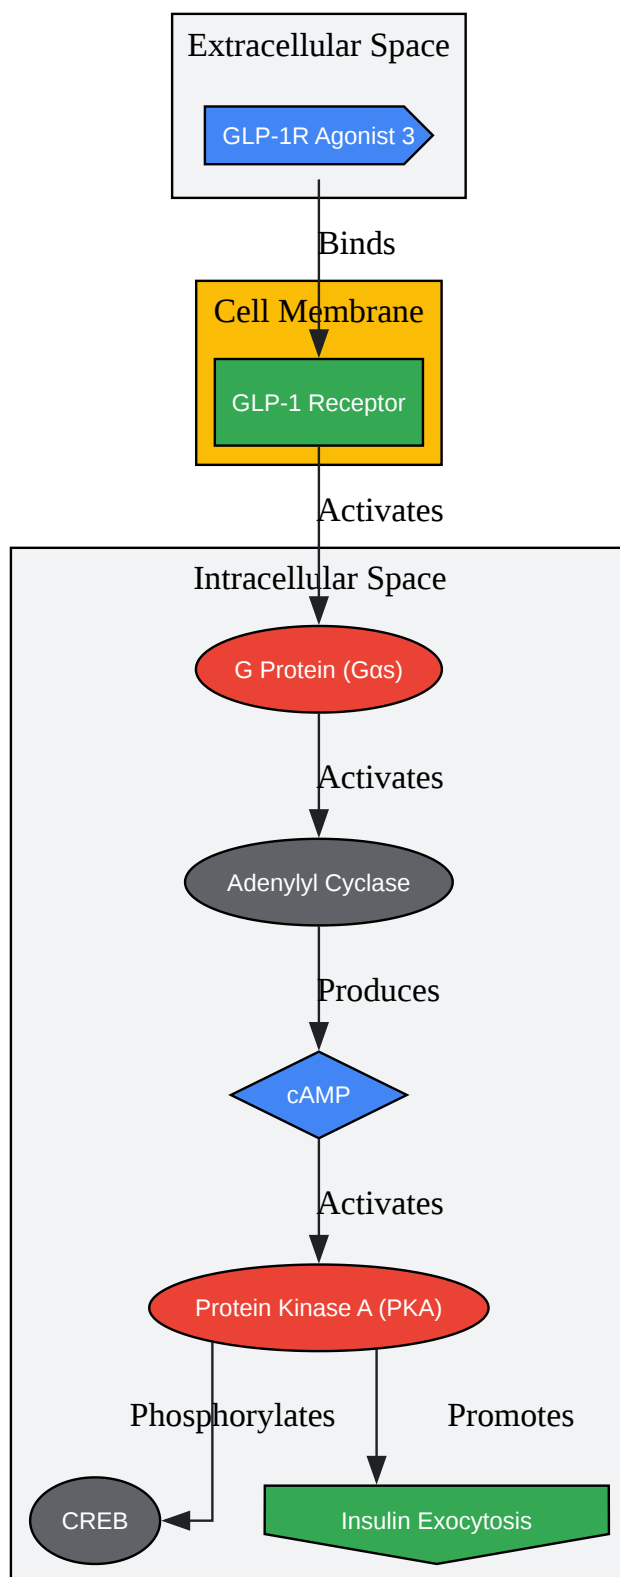 Extracellular Space
GLP-1R Agonist 3
Binds
Cell Membrane
GLP-1 Receptor
Activates
Intracellular Space
G Protein (Gαs)
Activates
Adenylyl Cyclase
Produces
cAMP
Activates
Protein Kinase A (PKA)
Phosphorylates
Promotes
CREB
Insulin Exocytosis